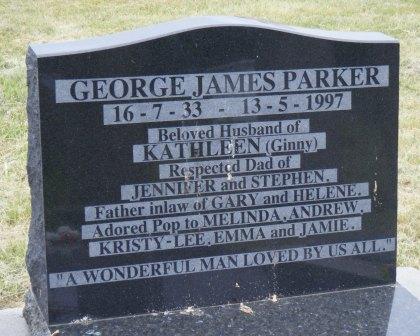 GEORGE JAMES PARKER
16-7-33 - 13-5-1997
Beloved Husband of
KATHLEEN (Ginny)
Respected Dad of
JENNIFER and STEPHEN.
Father inlaw of GARY and HELENE.
Adored Pop to MELINDA, ANDREW.
KRISTY-LEE, EMMA and JAMIE.
"A WONDERFUL MAN LOVED BY US ALL."